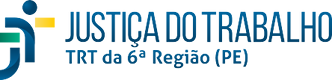 JUSTIÇA DO TRABALHO
TRT da 6ª Região (PE)